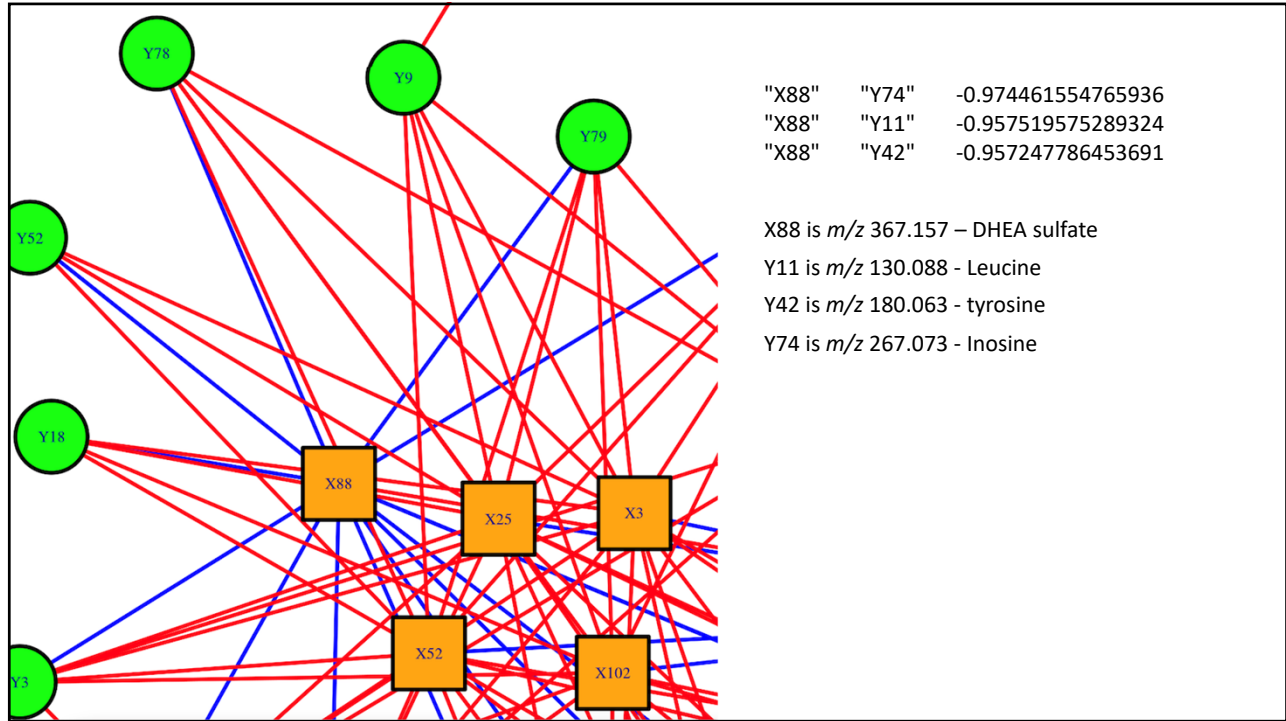 Y78
Y9
Y79
Y52
Y18
X88
X25
X3
X52
X102
Y3
"X88" "Y74" -0.974461554765936
"X88" "Y11" -0.957519575289324
"X88" "Y42" -0.957247786453691
X88 is m/z 367.157 – DHEA sulfate
Y11 is m/z 130.088 - Leucine
Y42 is m/z 180.063 - tyrosine
Y74 is m/z 267.073 - Inosine